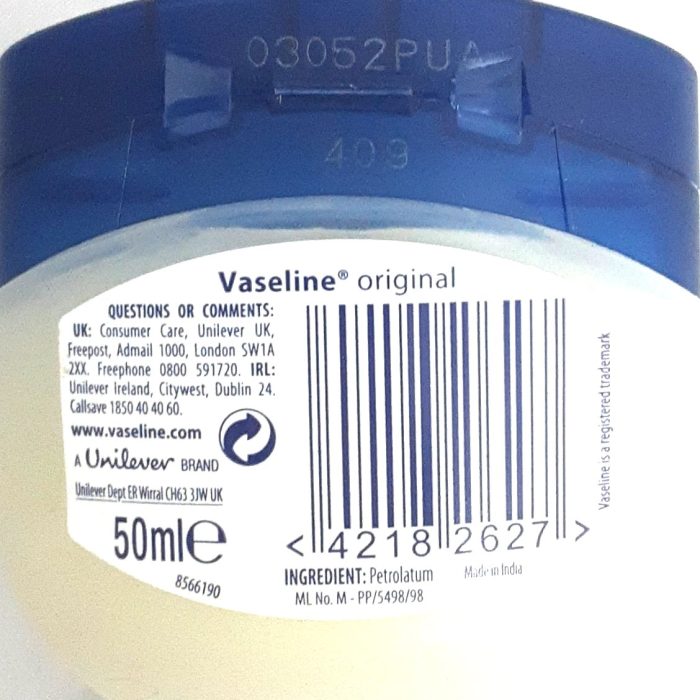 03052PUA
409
Vaseline® original
QUESTIONS OR COMMENTS:
UK: Consumer Care, Unilever UK,
Freepost, Admail 1000, London SW1A
2XX. Freephone 0800 591720. IRL:
Unilever Ireland, Citywest, Dublin 24.
Callsave 1850 40 40 60.
www.vaseline.com
A Unilever BRAND
Unilever Dept ER Wirral CH63 3JW UK
50ml℮
8566190
<4218 2627>
INGREDIENT: Petrolatum
Made in India
ML No. M - PP/5498/98
Vaseline is a registered trademark